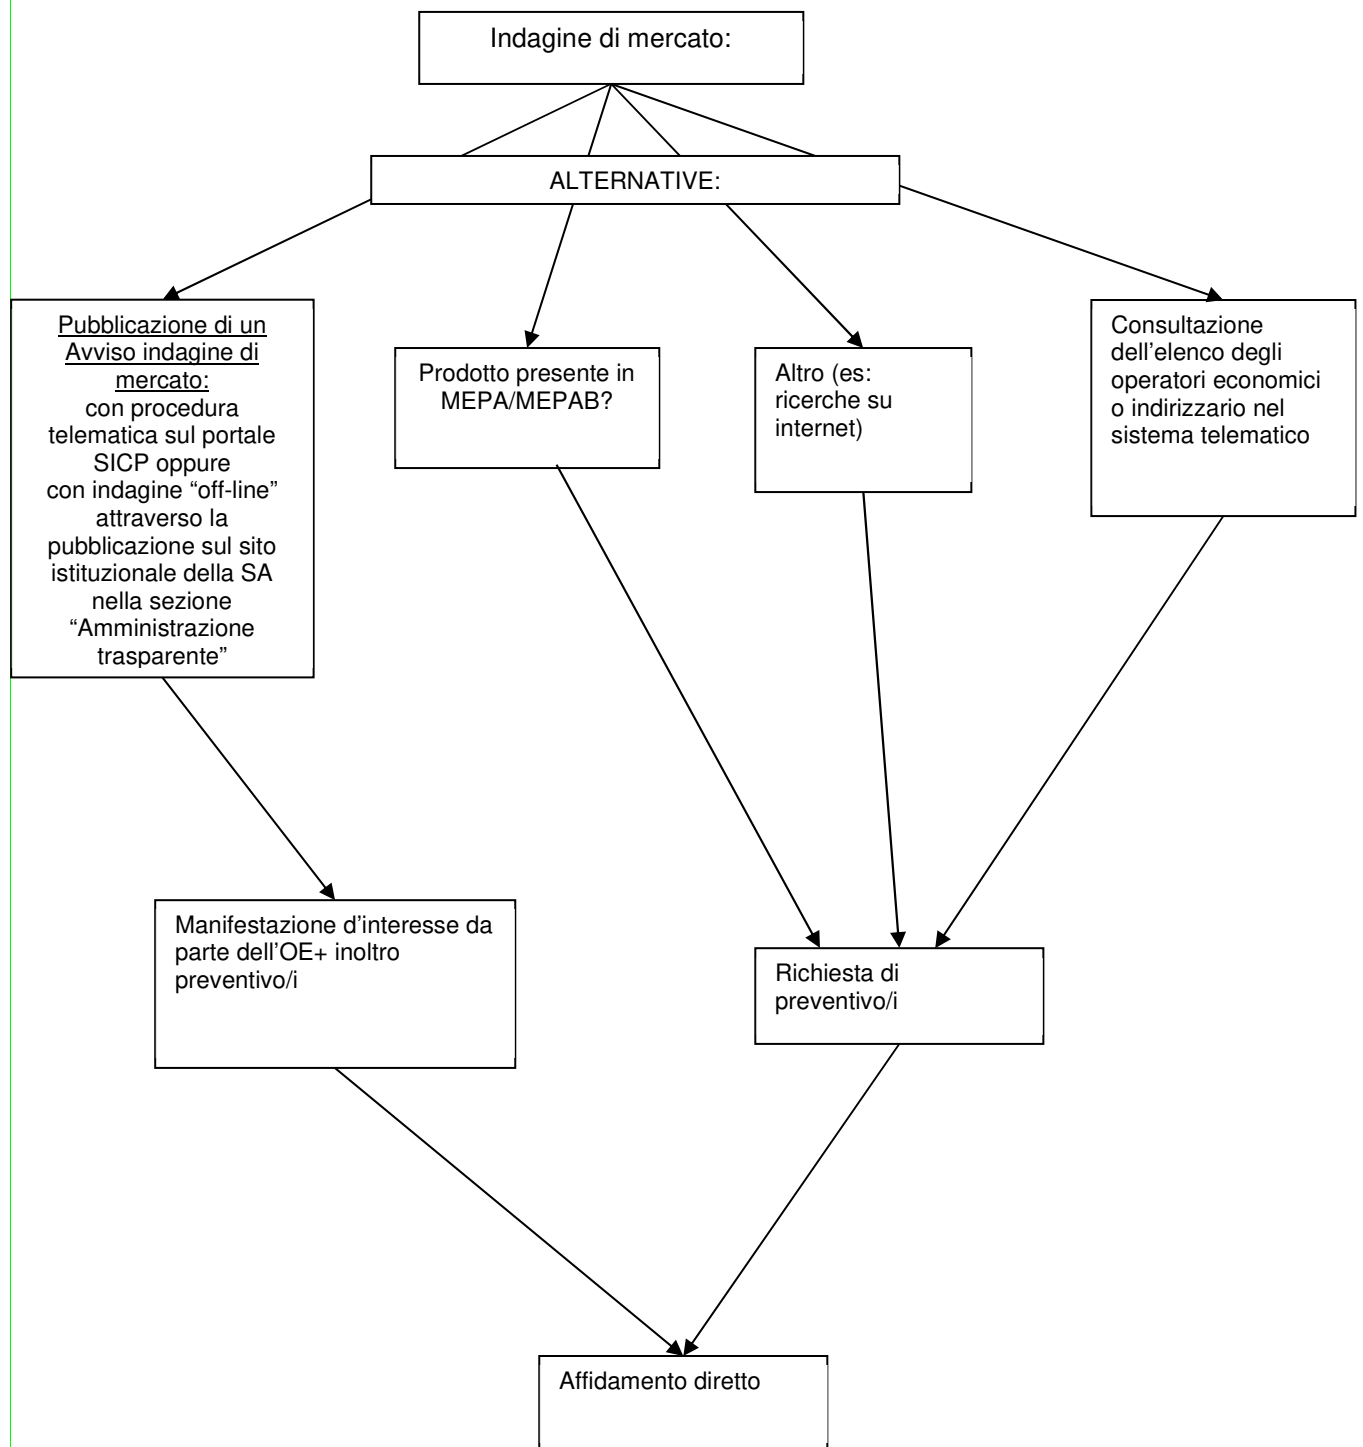 Indagine di mercato:
ALTERNATIVE:
Pubblicazione di un
Avviso indagine di
mercato:
con procedura
telematica sul portale
SICP oppure
con indagine “off-line”
attraverso la
pubblicazione sul sito
istituzionale della SA
nella sezione
“Amministrazione
trasparente”
Prodotto presente in
MEPA/MEPAB?
Altro (es:
ricerche su
internet)
Consultazione
dell’elenco degli
operatori economici
o indirizzario nel
sistema telematico
Manifestazione d’interesse da
parte dell’OE+ inoltro
preventivo/i
Richiesta di
preventivo/i
Affidamento diretto